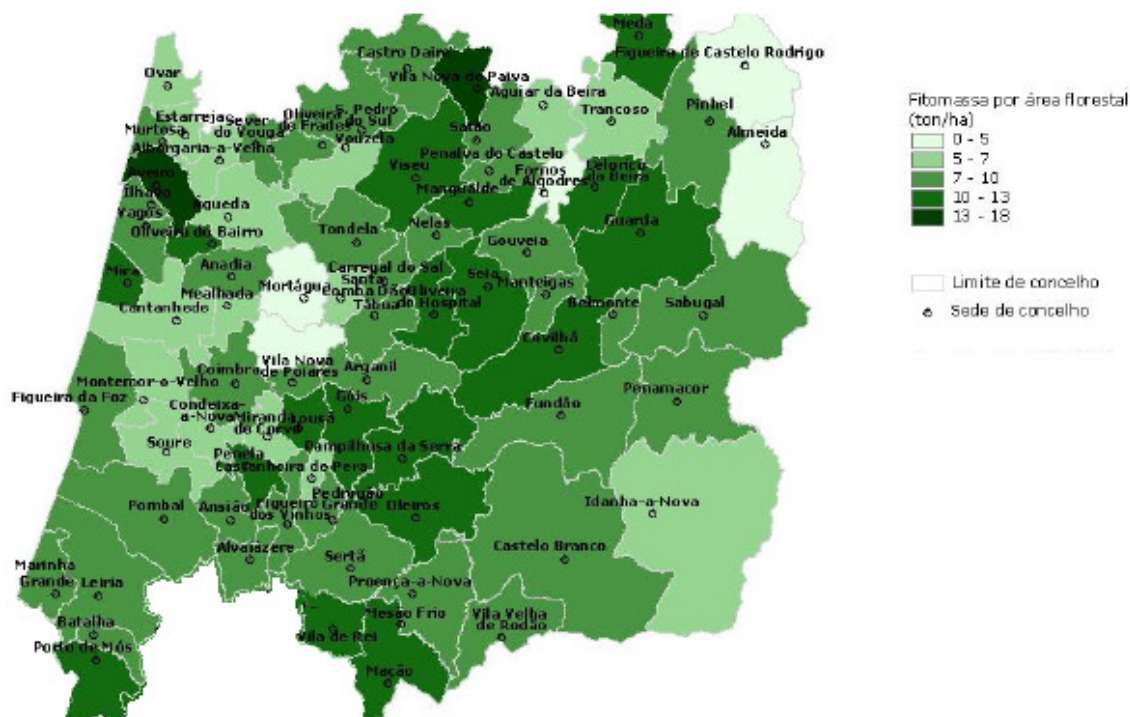 Meda
Figueira de Castelo Rodrigo
Castro Daire
Vila Nova de Paiva
Aguiar da Beira
Trancoso
Pinhel
Almeida
Ovar
Estarreja
Murtosa
Sever
do Vouga
Oliveira
de Frades
S. Pedro
do Sul
Vouzela
Albergaria-a-Velha
Satão
Penalva do Castelo
Fornos
de Algodres
Celorico
da Beira
Viseu
Mangualde
Aveiro
Ílhavo
Vagos
Águeda
Oliveira do Bairro
Tondela
Nelas
Gouveia
Guarda
Mira
Anadia
Mealhada
Cantanhede
Mortágua
Carregal do Sal
Santa
Comba Dão
Tábua
Oliveira
do Hospital
Seia
Manteigas
Belmonte
Sabugal
Covilhã
Vila Nova
de Poiares
Coimbra
Arganil
Montemor-o-Velho
Figueira da Foz
Condeixa-
a-Nova
Miranda
do Corvo
Lousã
Góis
Fundão
Penamacor
Soure
Penela
Castanheira de Pera
Pampilhosa da Serra
Pedrógão
Grande
Figueiró
dos Vinhos
Oleiros
Idanha-a-Nova
Pombal
Ansião
Alvaiázere
Sertã
Castelo Branco
Marinha
Grande
Leiria
Proença-a-Nova
Batalha
Mesão Frio
Vila Velha
de Rodão
Porto de Mós
Vila de Rei
Mação
Fitomassa por área florestal
(ton/ha)
0 - 5
5 - 7
7 - 10
10 - 13
13 - 18
Limite de concelho
Sede de concelho